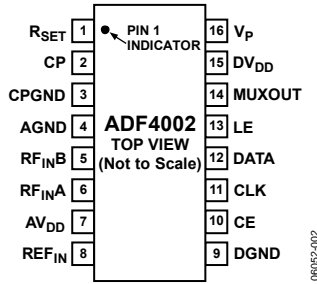 RSET 1 PIN 1 INDICATOR 16 VP
CP 2 15 DVDD
CPGND 3 14 MUXOUT
AGND 4 ADF4002 13 LE
RFINB 5 TOP VIEW (Not to Scale) 12 DATA
RFINA 6 11 CLK
AVDD 7 10 CE
REFIN 8 9 DGND
06052-002